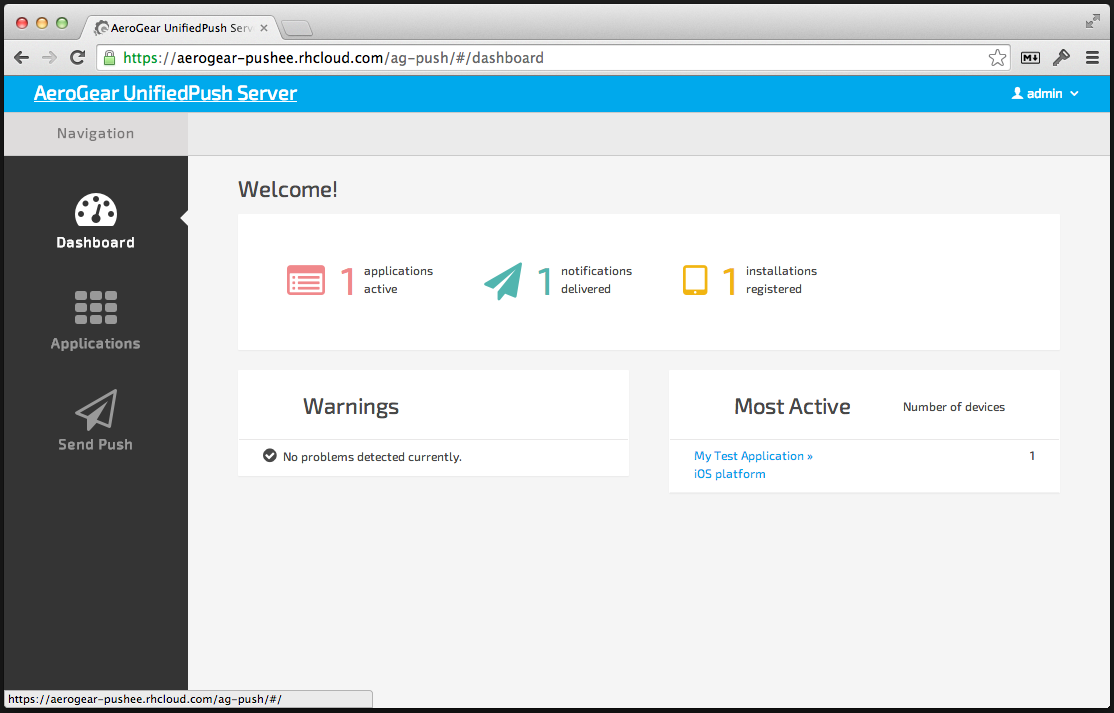 AeroGear UnifiedPush Serv
https://aerogear-pushee.rhcloud.com/ag-push/#/dashboard
M
AeroGear UnifiedPush Server
admin
Navigation
Dashboard
Applications
Send Push
Welcome!
1 applications active
1 notifications delivered
1 installations registered
Warnings
No problems detected currently.
Most Active
Number of devices
My Test Application » 1
iOS platform
https://aerogear-pushee.rhcloud.com/ag-push/#/